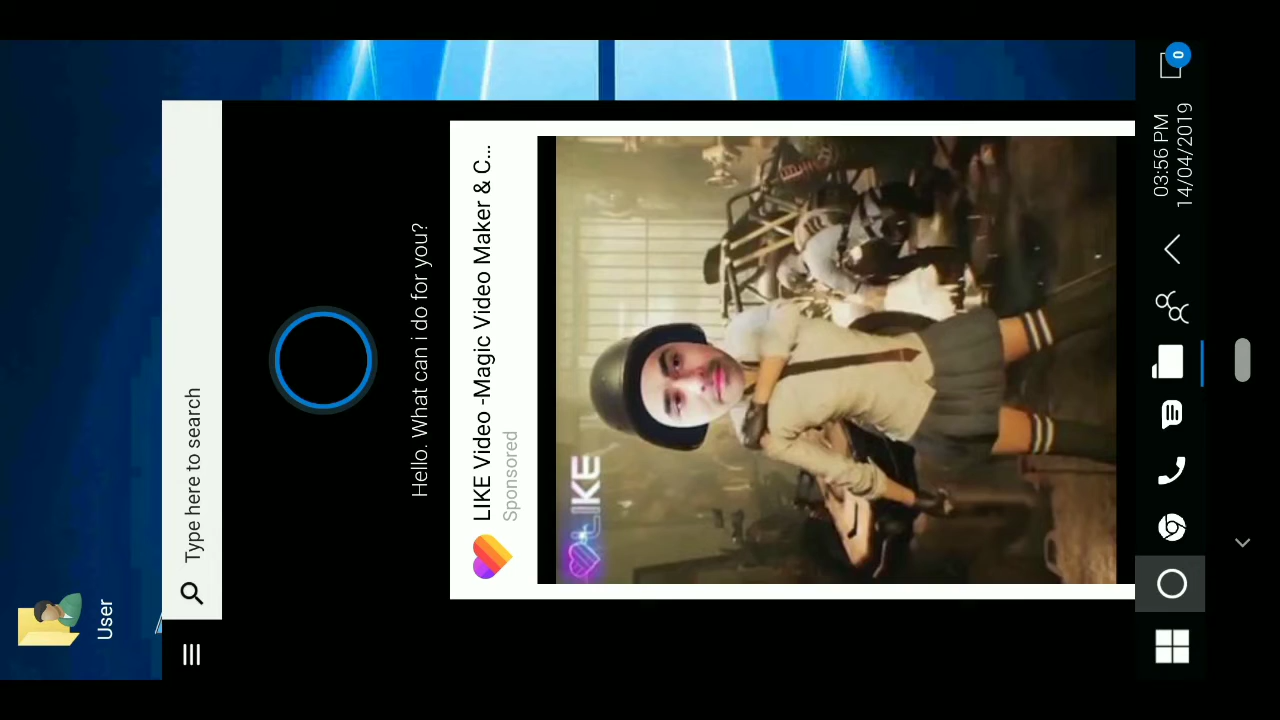 User
Type here to search
Hello. What can i do for you?
LIKE Video -Magic Video Maker & C...
Sponsored
LIKE
03:56 PM
14/04/2019
0